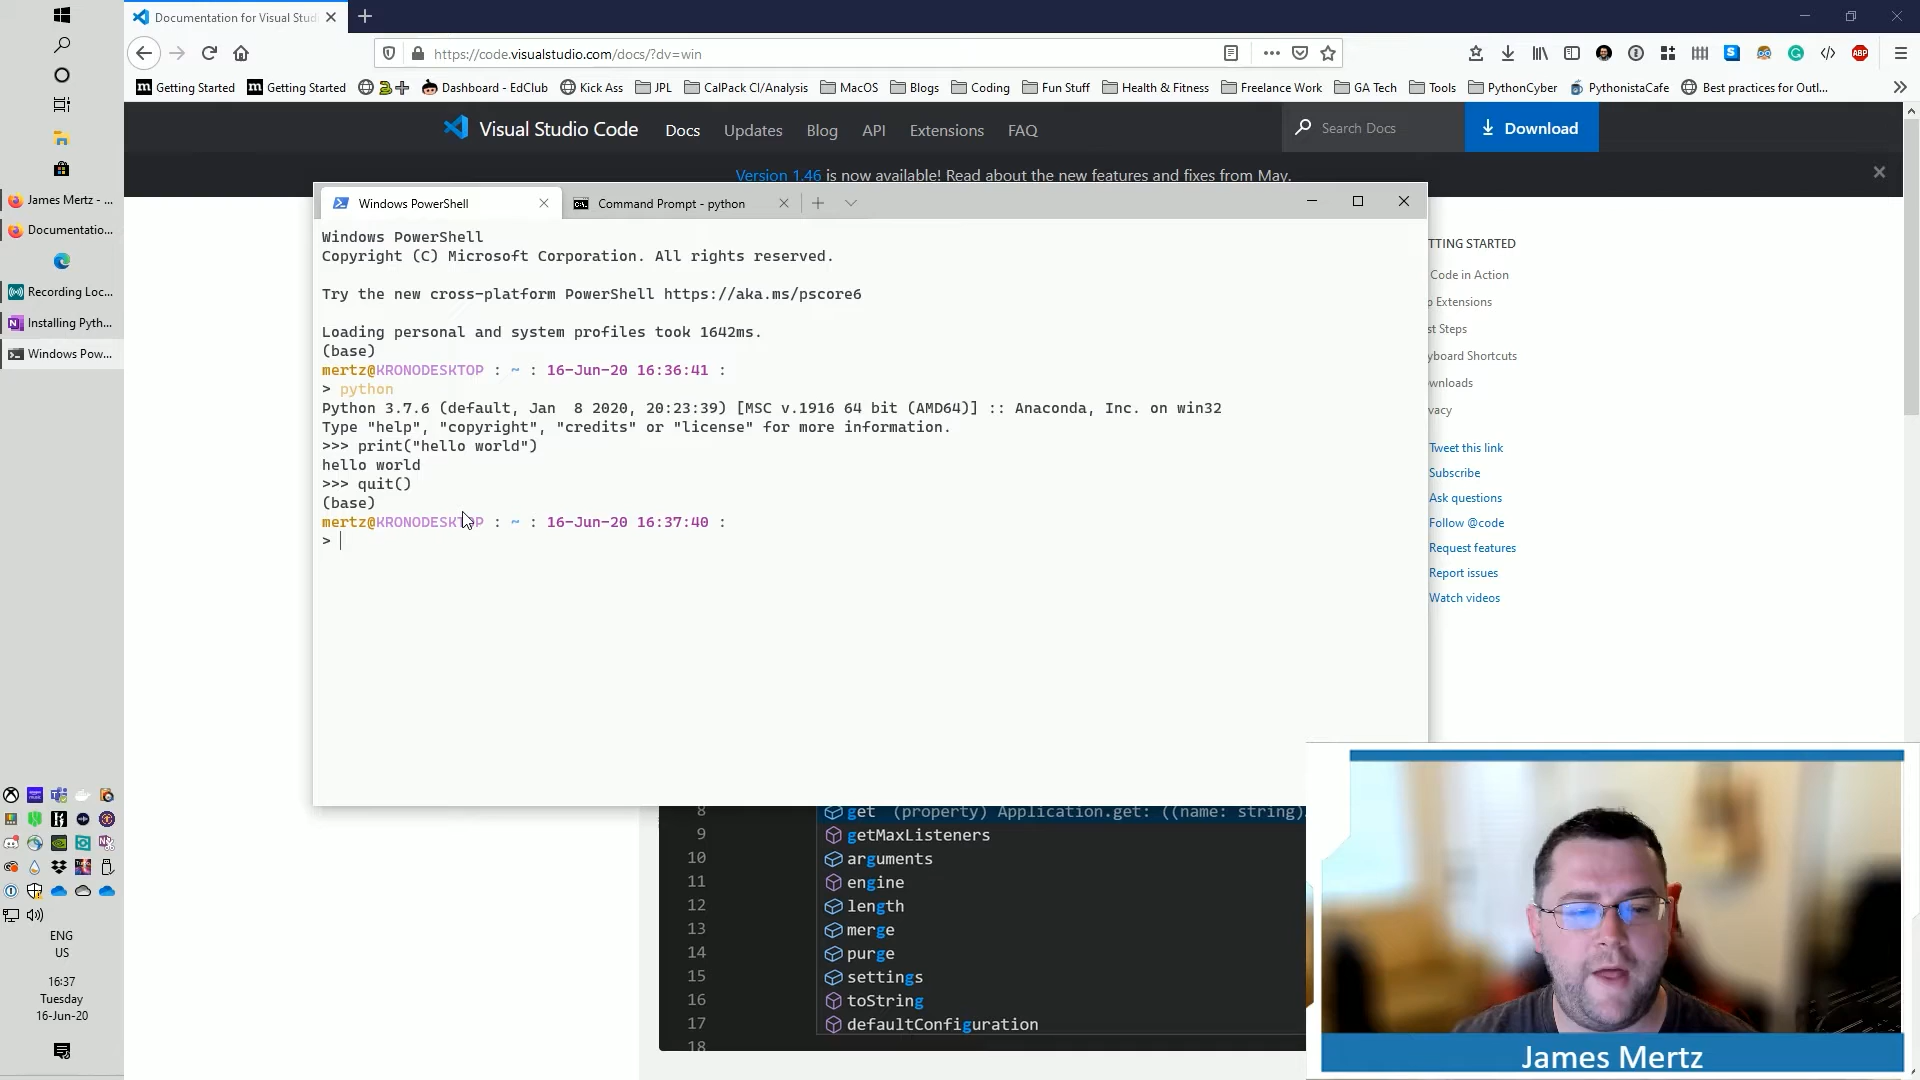 Documentation for Visual Stud
https://code.visualstudio.com/docs/?dv=win
Getting Started
Getting Started
Dashboard - EdClub
Kick Ass
JPL
CalPack CI/Analysis
MacOS
Blogs
Coding
Fun Stuff
Health & Fitness
Freelance Work
GA Tech
Tools
PythonCyber
PythonistaCafe
Best practices for Outl...
Visual Studio Code
Docs
Updates
Blog
API
Extensions
FAQ
Search Docs
Download
Version 1.46 is now available! Read about the new features and fixes from May.
James Mertz - ...
Documentatio...
Recording Loc...
Installing Pyth...
Windows Pow...
Windows PowerShell
Command Prompt - python
Windows PowerShell
Copyright (C) Microsoft Corporation. All rights reserved.
Try the new cross-platform PowerShell https://aka.ms/pscore6
Loading personal and system profiles took 1642ms.
(base)
mertz@KRONODESKTOP : ~ : 16-Jun-20 16:36:41 :
> python
Python 3.7.6 (default, Jan  8 2020, 20:23:39) [MSC v.1916 64 bit (AMD64)] :: Anaconda, Inc. on win32
Type "help", "copyright", "credits" or "license" for more information.
>>> print("hello world")
hello world
>>> quit()
(base)
mertz@KRONODESKTOP : ~ : 16-Jun-20 16:37:40 :
>
TTING STARTED
Code in Action
p Extensions
st Steps
yboard Shortcuts
wnloads
vacy
Tweet this link
Subscribe
Ask questions
Follow @code
Request features
Report issues
Watch videos
8 get (property) Application.get: ((name: string)
9 getMaxListeners
10 arguments
11 engine
12 length
13 merge
14 purge
15 settings
16 toString
17 defaultConfiguration
18
ENG
US
16:37
Tuesday
16-Jun-20
James Mertz